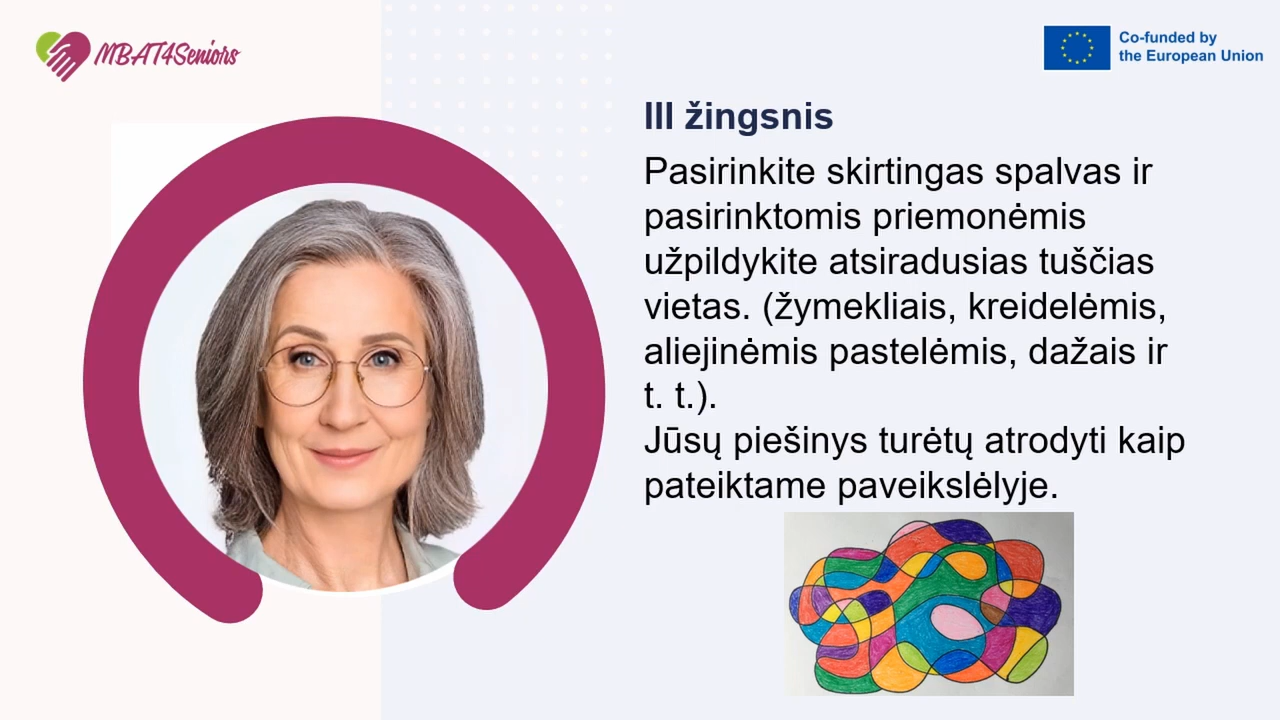 MBAT4Seniors
Co-funded by
the European Union
III žingsnis
Pasirinkite skirtingas spalvas ir
pasirinktomis priemonėmis
užpildykite atsiradusias tuščias
vietas. (žymekliais, kreidelėmis,
aliejinėmis pastelėmis, dažais ir
t. t.).
Jūsų piešinys turėtų atrodyti kaip
pateiktame paveikslėlyje.